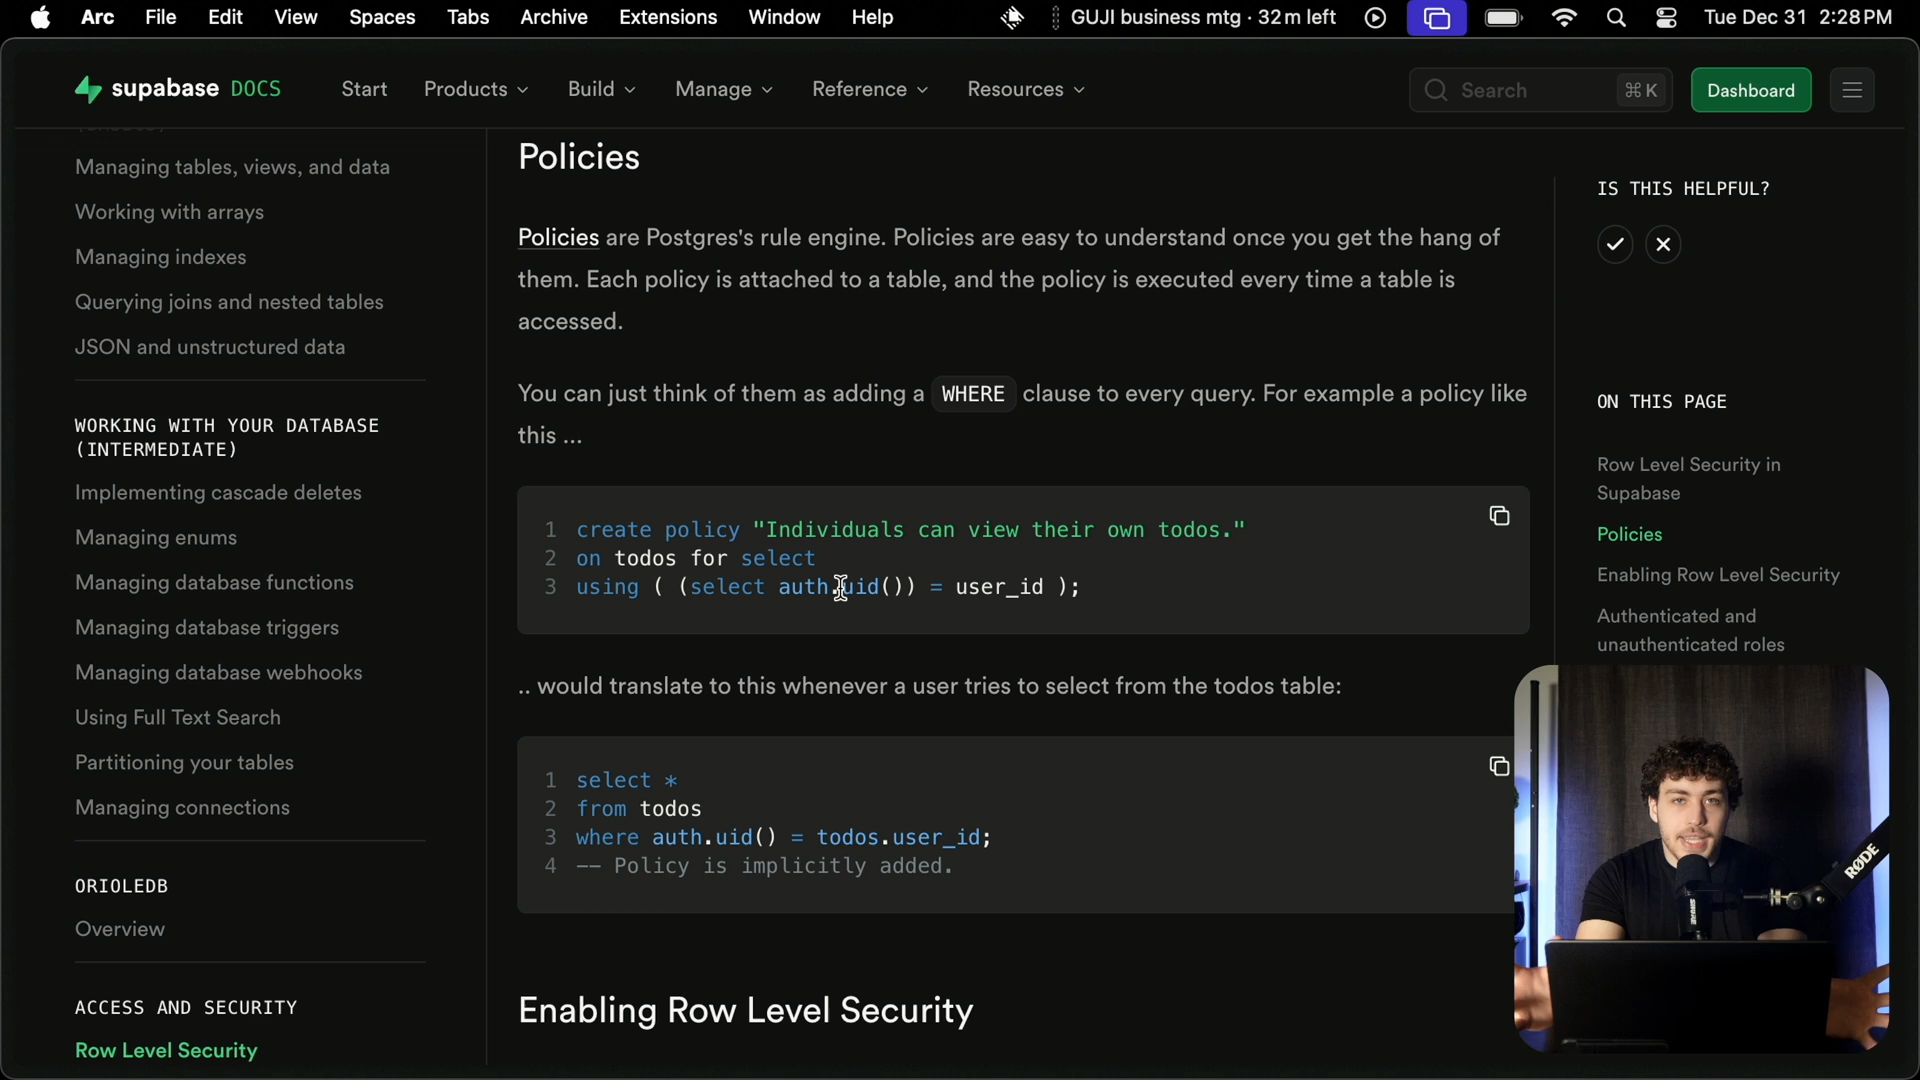 Arc File Edit View Spaces Tabs Archive Extensions Window Help GUJI business mtg · 32m left Tue Dec 31 2:28 PM
supabase DOCS Start Products Build Manage Reference Resources Search ⌘K Dashboard
Managing tables, views, and data
Working with arrays
Managing indexes
Querying joins and nested tables
JSON and unstructured data
WORKING WITH YOUR DATABASE
(INTERMEDIATE)
Implementing cascade deletes
Managing enums
Managing database functions
Managing database triggers
Managing database webhooks
Using Full Text Search
Partitioning your tables
Managing connections
ORIOLEDB
Overview
ACCESS AND SECURITY
Row Level Security
Policies
Policies are Postgres's rule engine. Policies are easy to understand once you get the hang of
them. Each policy is attached to a table, and the policy is executed every time a table is
accessed.
You can just think of them as adding a WHERE clause to every query. For example a policy like
this ...
1 create policy "Individuals can view their own todos."
2 on todos for select
3 using ( (select auth.uid()) = user_id );
.. would translate to this whenever a user tries to select from the todos table:
1 select *
2 from todos
3 where auth.uid() = todos.user_id;
4 -- Policy is implicitly added.
Enabling Row Level Security
IS THIS HELPFUL?
ON THIS PAGE
Row Level Security in
Supabase
Policies
Enabling Row Level Security
Authenticated and
unauthenticated roles
RØDE
SHURE